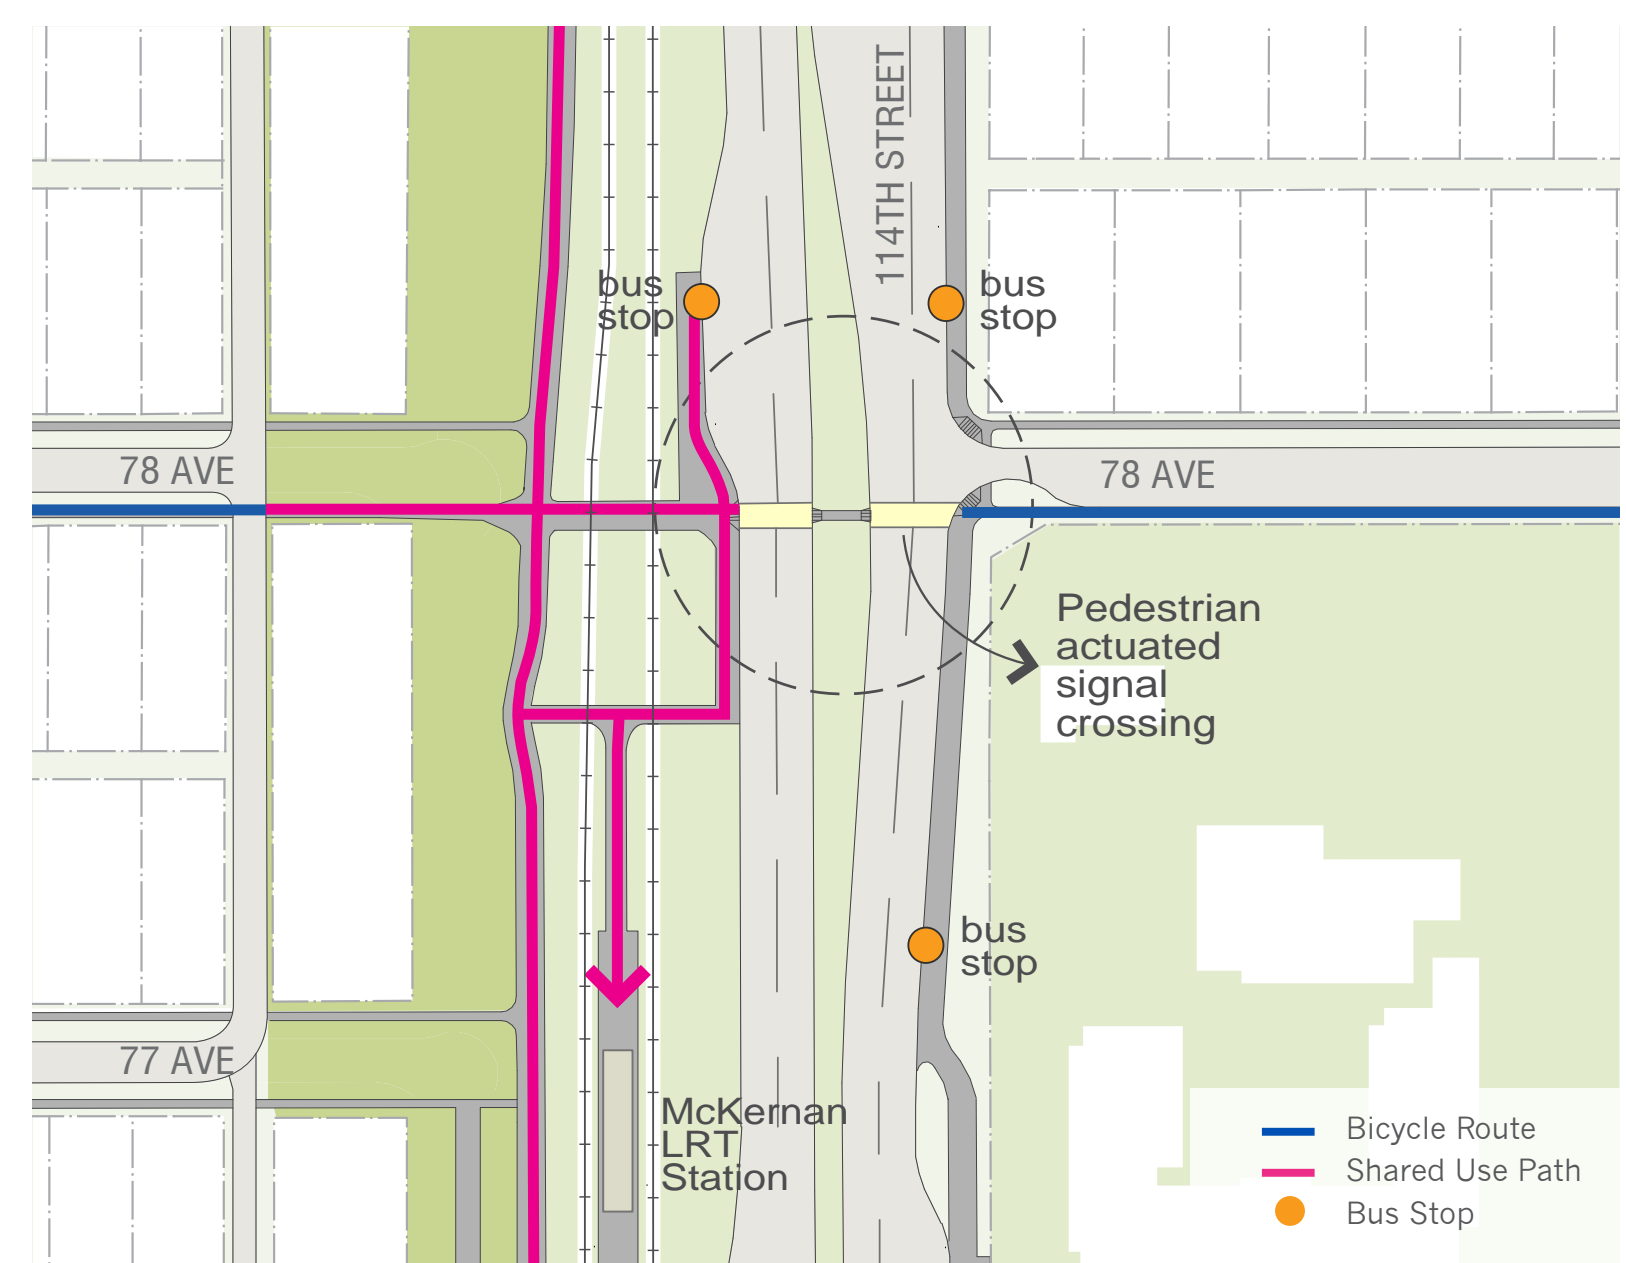 114TH STREET
bus
stop
bus
stop
78 AVE
78 AVE
Pedestrian
actuated
signal
crossing
bus
stop
77 AVE
McKernan
LRT
Station
Bicycle Route
Shared Use Path
Bus Stop